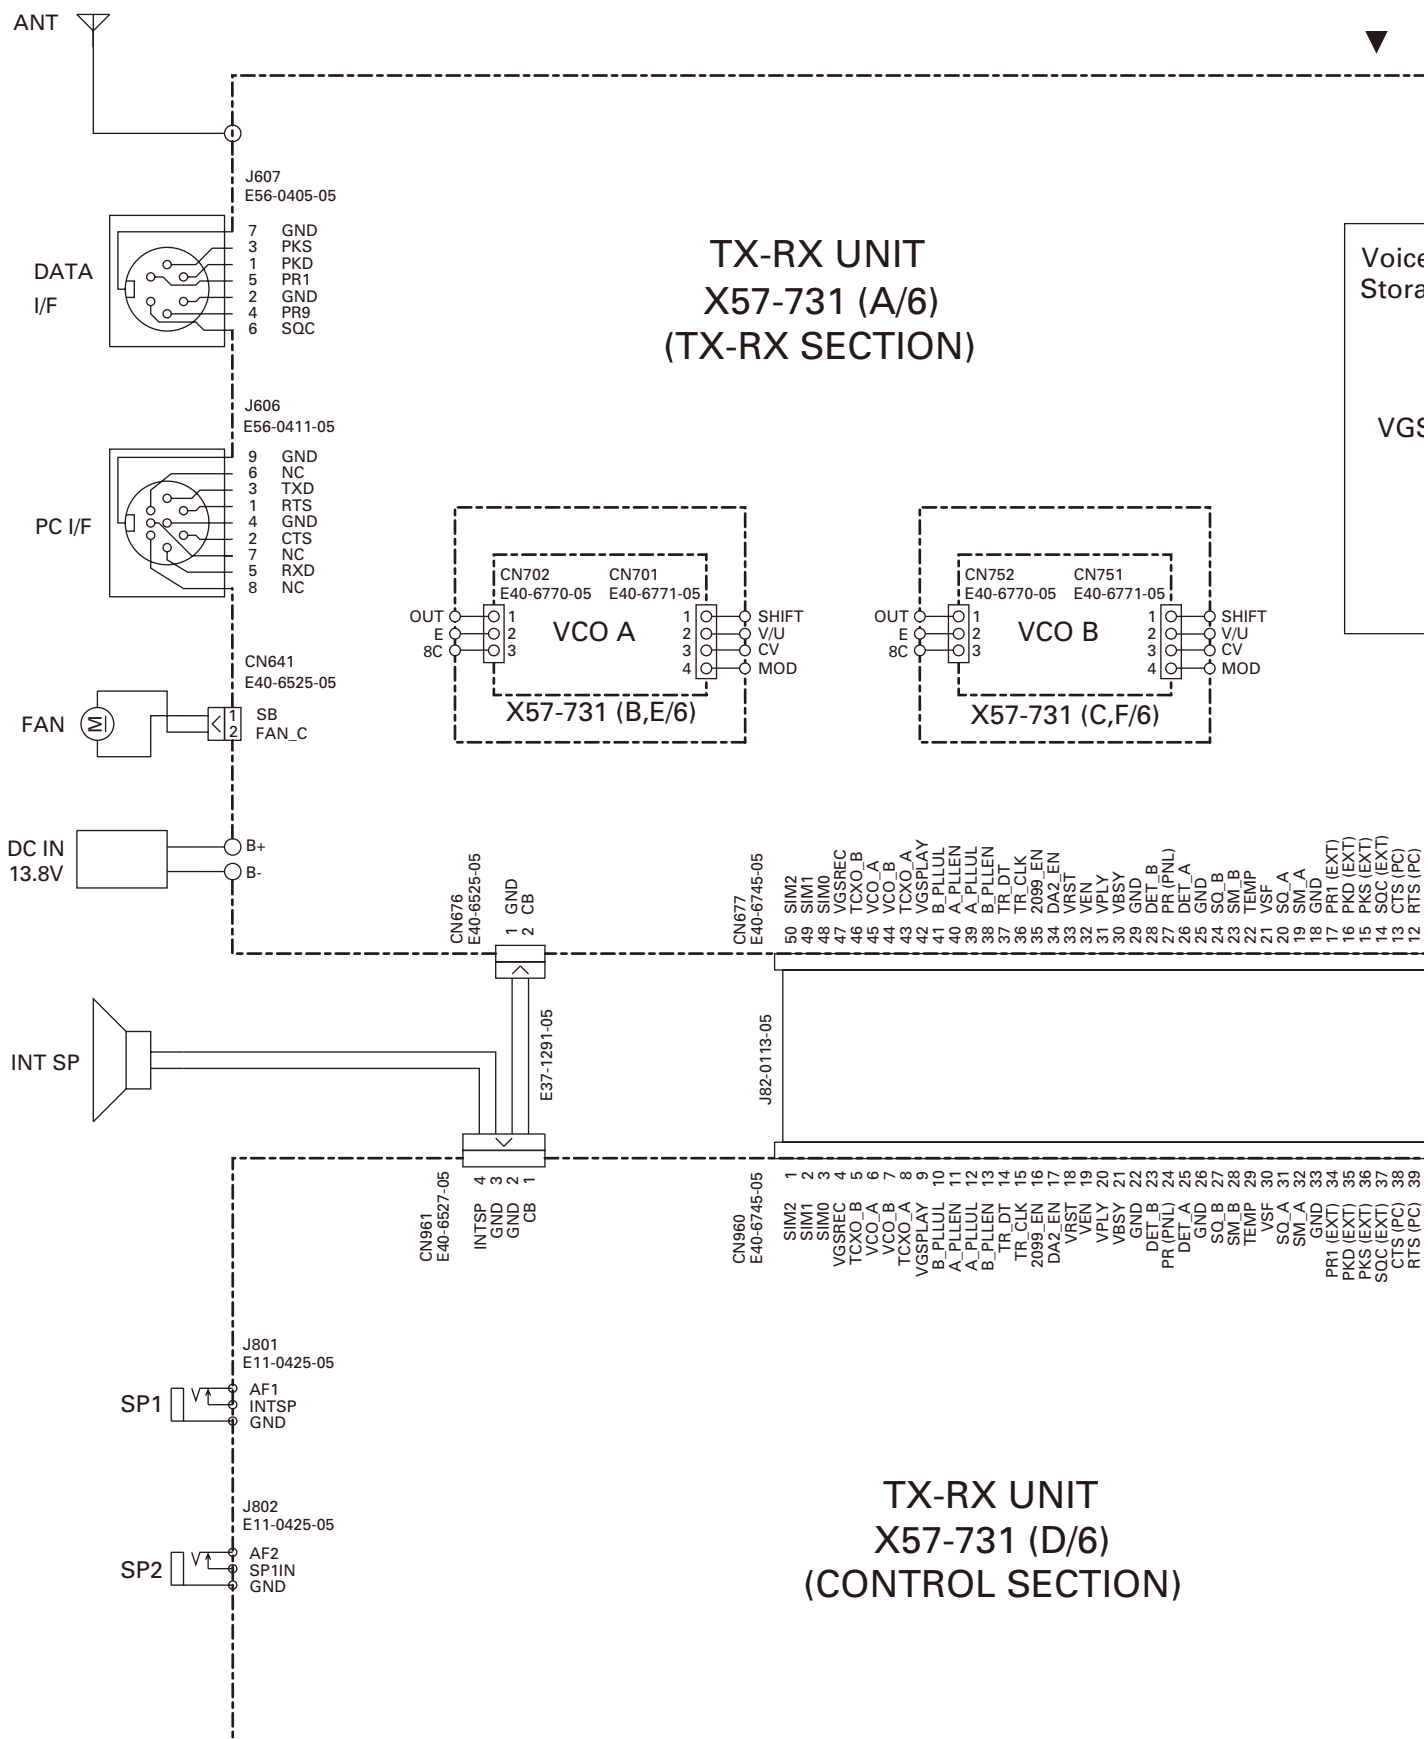 ANT
J607
E56-0405-05
DATA
I/F
7 GND
3 PKS
1 PKD
5 PR1
2 GND
4 PR9
6 SQC
TX-RX UNIT
X57-731 (A/6)
(TX-RX SECTION)
Voice
Stora
VGS
J606
E56-0411-05
PC I/F
9 GND
6 NC
3 TXD
1 RTS
4 GND
2 CTS
7 NC
5 RXD
8 NC
CN702
E40-6770-05
CN701
E40-6771-05
OUT
E
8C
1
2
3
VCO A
1
2
3
4
SHIFT
V/U
CV
MOD
X57-731 (B,E/6)
CN752
E40-6770-05
CN751
E40-6771-05
OUT
E
8C
1
2
3
VCO B
1
2
3
4
SHIFT
V/U
CV
MOD
X57-731 (C,F/6)
CN641
E40-6525-05
FAN
M
1 SB
2 FAN_C
DC IN
13.8V
B+
B-
CN676
E40-6525-05
1 GND
2 CB
CN677
E40-6745-05
50 SIM2
49 SIM1
48 SIM0
47 VGSREC
46 TCXO_B
45 VCO_A
44 VCO_B
43 TCXO_A
42 VGSPLAY
41 B_PLLUL
40 A_PLLEN
39 A_PLLUL
38 B_PLLEN
37 TR_DT
36 TR_CLK
35 2099_EN
34 DA2_EN
33 VRST
32 VEN
31 VPLY
30 VBSY
29 GND
28 DET_B
27 PR (PNL)
26 DET_A
25 GND
24 SQ_B
23 SM_B
22 TEMP
21 VSF
20 SQ_A
19 SM_A
18 GND
17 PR1 (EXT)
16 PKD (EXT)
15 PKS (EXT)
14 SQC (EXT)
13 CTS (PC)
12 RTS (PC)
INT SP
E37-1291-05
J82-0113-05
CN961
E40-6527-05
4 INTSP
3 GND
2 GND
1 CB
CN960
E40-6745-05
1 SIM2
2 SIM1
3 SIM0
4 VGSREC
5 TCXO_B
6 VCO_A
7 VCO_B
8 TCXO_A
9 VGSPLAY
10 B_PLLUL
11 A_PLLEN
12 A_PLLUL
13 B_PLLEN
14 TR_DT
15 TR_CLK
16 2099_EN
17 DA2_EN
18 VRST
19 VEN
20 VPLY
21 VBSY
22 GND
23 DET_B
24 PR (PNL)
25 DET_A
26 GND
27 SQ_B
28 SM_B
29 TEMP
30 VSF
31 SQ_A
32 SM_A
33 GND
34 PR1 (EXT)
35 PKD (EXT)
36 PKS (EXT)
37 SQC (EXT)
38 CTS (PC)
39 RTS (PC)
J801
E11-0425-05
SP1
AF1
INTSP
GND
J802
E11-0425-05
SP2
AF2
SP1IN
GND
TX-RX UNIT
X57-731 (D/6)
(CONTROL SECTION)